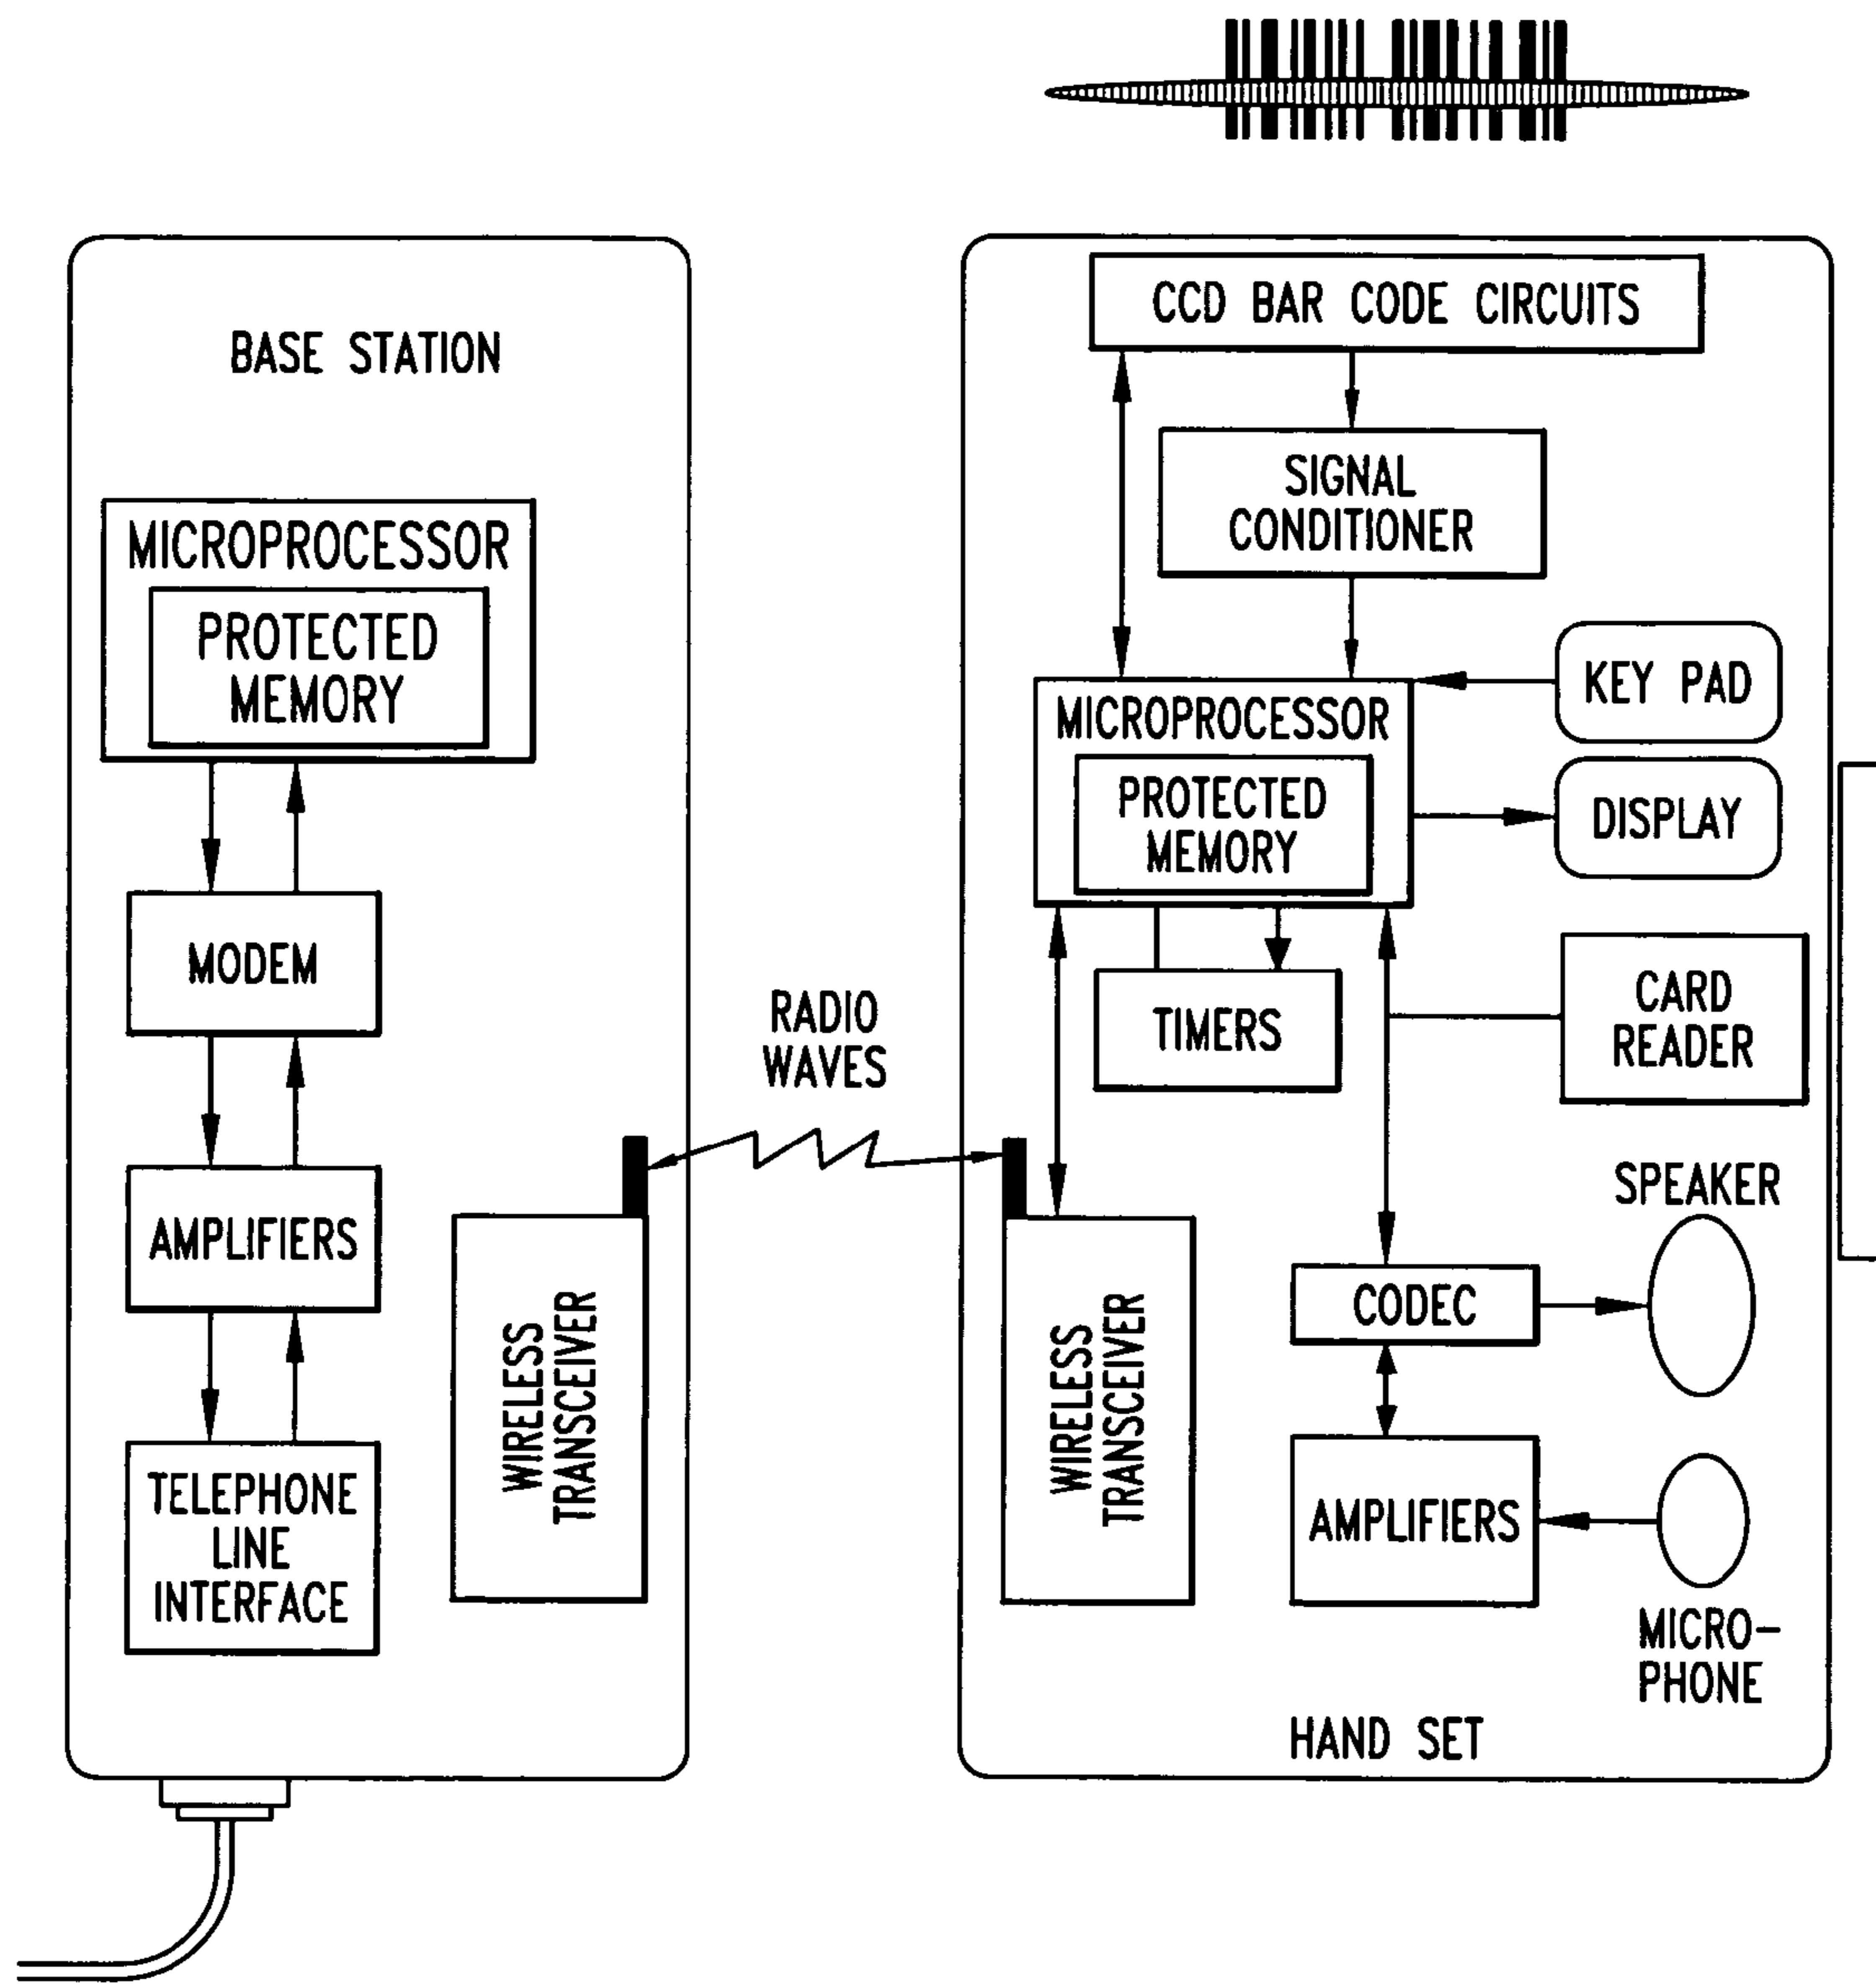 BASE STATION
MICROPROCESSOR
PROTECTED
MEMORY
MODEM
AMPLIFIERS
TELEPHONE
LINE
INTERFACE
WIRELESS
TRANSCEIVER
RADIO
WAVES
CCD BAR CODE CIRCUITS
SIGNAL
CONDITIONER
KEY PAD
MICROPROCESSOR
PROTECTED
MEMORY
DISPLAY
TIMERS
CARD
READER
SPEAKER
CODEC
WIRELESS
TRANSCEIVER
AMPLIFIERS
MICRO-
PHONE
HAND SET